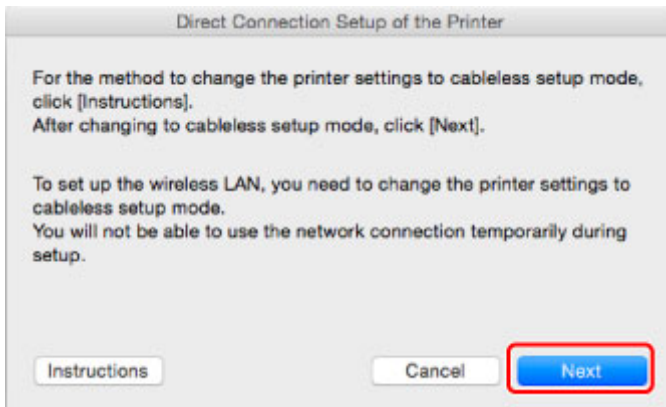 Direct Connection Setup of the Printer
For the method to change the printer settings to cableless setup mode,
click [Instructions].
After changing to cableless setup mode, click [Next].
To set up the wireless LAN, you need to change the printer settings to
cableless setup mode.
You will not be able to use the network connection temporarily during
setup.
Instructions
Cancel
Next